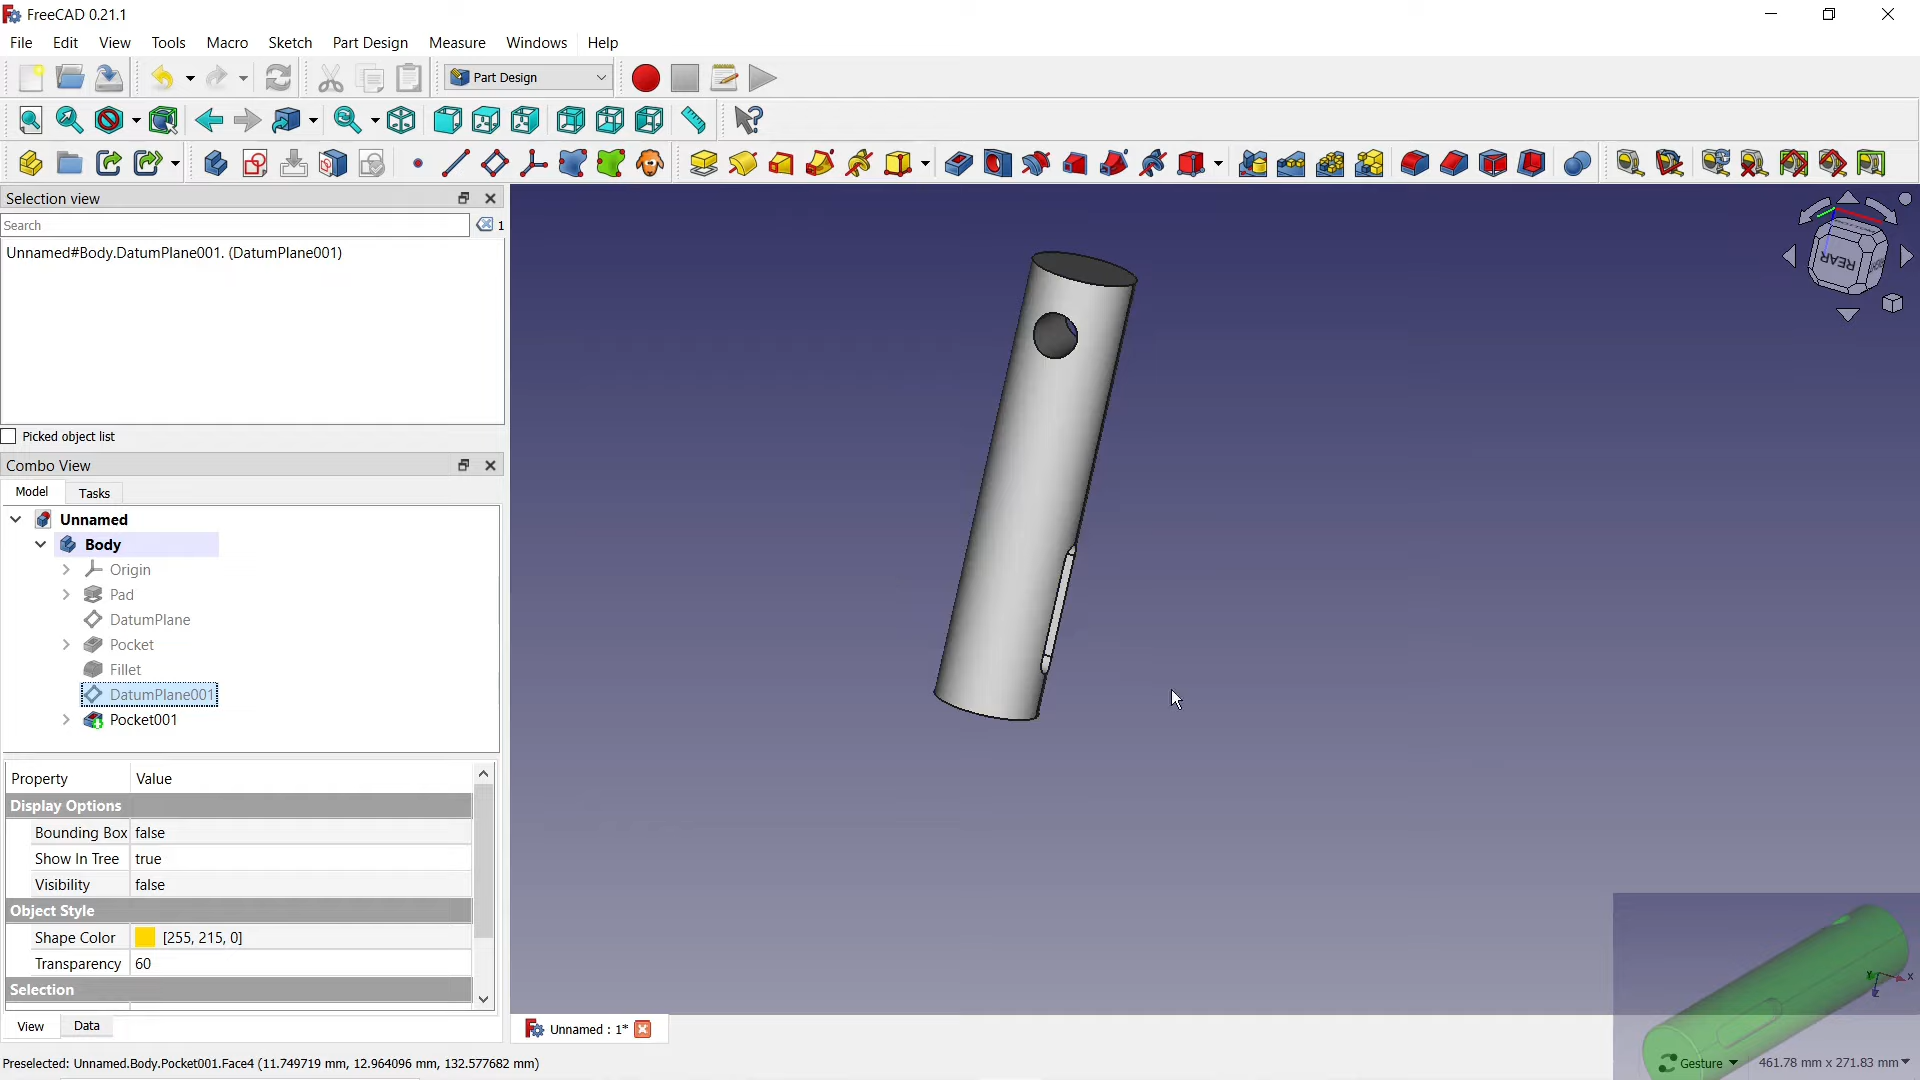 FreeCAD 0.21.1
File Edit View Tools Macro Sketch Part Design Measure Windows Help
Part Design
Selection view
Search
1
Unnamed#Body.DatumPlane001. (DatumPlane001)
Picked object list
Combo View
Model Tasks
Unnamed
Body
Origin
Pad
DatumPlane
Pocket
Fillet
DatumPlane001
Pocket001
Property Value
Display Options
Bounding Box false
Show In Tree true
Visibility false
Object Style
Shape Color [255, 215, 0]
Transparency 60
Selection
View Data
REAR
Y X
Z
Unnamed : 1*
Preselected: Unnamed.Body.Pocket001.Face4 (11.749719 mm, 12.964096 mm, 132.577682 mm)
Gesture 461.78 mm x 271.83 mm